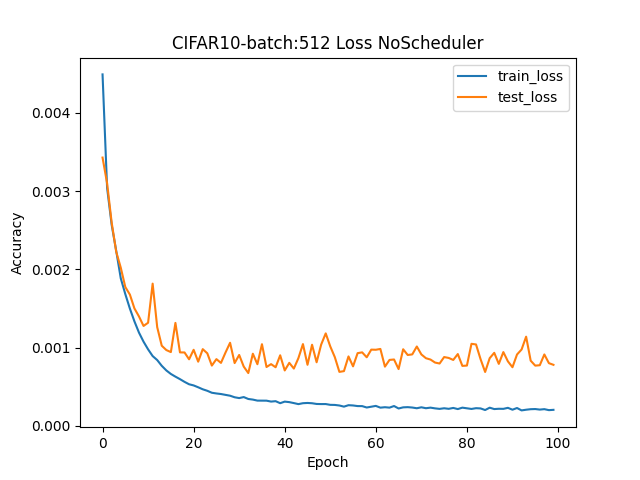 CIFAR10-batch:512 Loss NoScheduler
train_loss
test_loss
Accuracy
0.004
0.003
0.002
0.001
0.000
0
20
40
60
80
100
Epoch